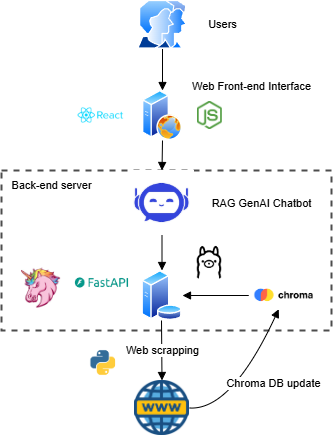 Users
Web Front-end Interface
React
JS
Back-end server
RAG GenAI Chatbot
FastAPI
chroma
Web scrapping
Chroma DB update
WWW